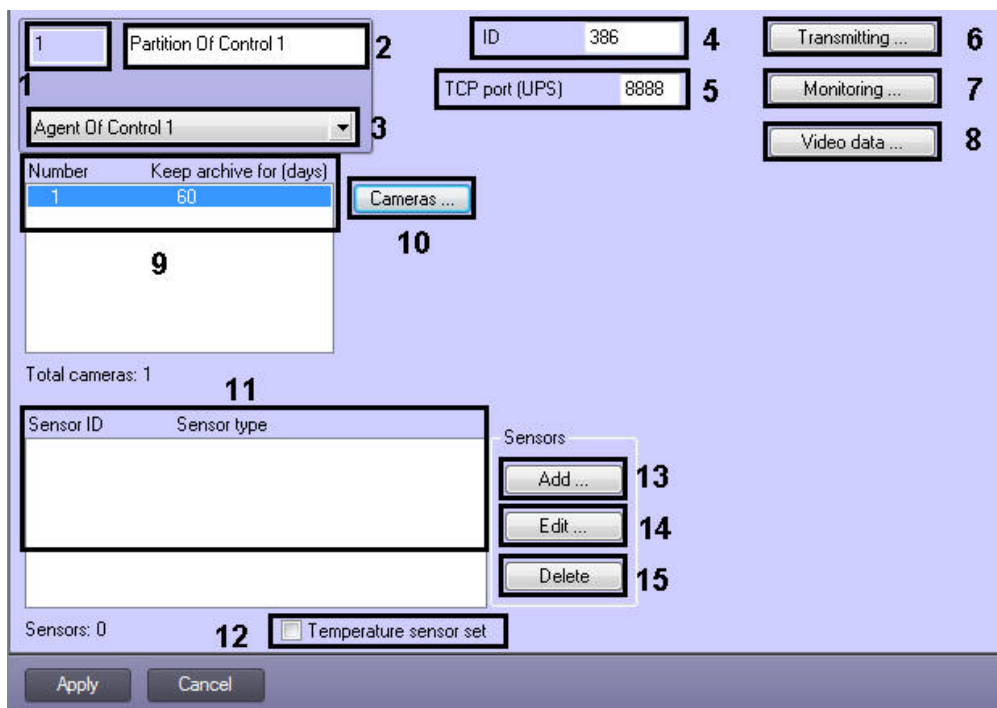 1 Partition Of Control 1 2 ID 386 4 Transmitting ... 6
1 TCP port (UPS) 8888 5 Monitoring ... 7
Agent Of Control 1 3 Video data ... 8
Number Keep archive for (days)
1 60 Cameras ...
10
9
Total cameras: 1
11
Sensor ID Sensor type Sensors
Add ... 13
Edit ... 14
Delete 15
Sensors: 0 12 Temperature sensor set
Apply Cancel